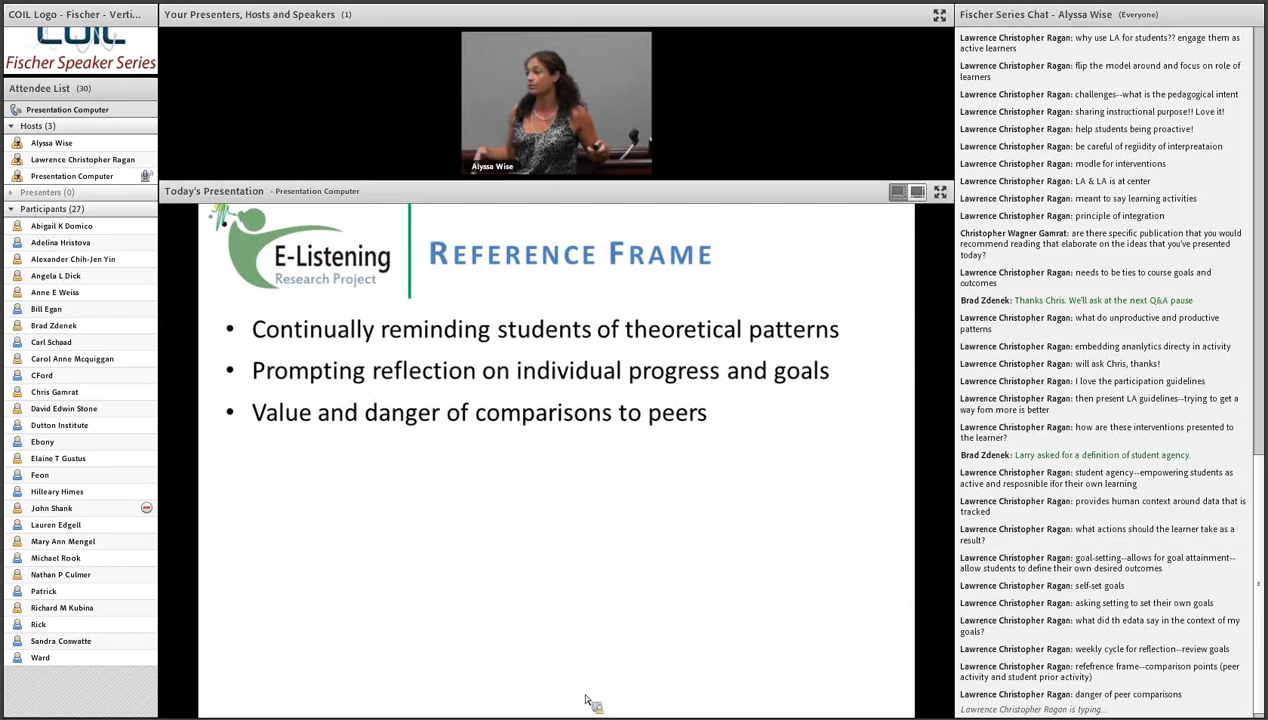 COIL Logo - Fischer - Verti...
COIL
Fischer Speaker Series
Attendee List (30)
Presentation Computer
Hosts (3)
Alyssa Wise
Lawrence Christopher Ragan
Presentation Computer
Presenters (0)
Participants (27)
Abigail K Domico
Adelina Hristova
Alexander Chih-Jen Yin
Angela L Dick
Anne E Weiss
Bill Egan
Brad Zdenek
Carl Schaad
Carol Anne Mcquiggan
CFord
Chris Gamrat
David Edwin Stone
Dutton Institute
Ebony
Elaine T Gustus
Feon
Hilleary Himes
John Shank
Lauren Edgell
Mary Ann Mengel
Michael Rook
Nathan P Culmer
Patrick
Richard M Kubina
Rick
Sandra Coswatte
Ward
Your Presenters, Hosts and Speakers (1)
Alyssa Wise
Today's Presentation - Presentation Computer
E-Listening
Research Project
REFERENCE FRAME
• Continually reminding students of theoretical patterns
• Prompting reflection on individual progress and goals
• Value and danger of comparisons to peers
Fischer Series Chat - Alyssa Wise (Everyone)
Lawrence Christopher Ragan: why use LA for students?? engage them as
active learners
Lawrence Christopher Ragan: flip the model around and focus on role of
learners
Lawrence Christopher Ragan: challenges--what is the pedagogical intent
Lawrence Christopher Ragan: sharing instructional purpose!! Love it!
Lawrence Christopher Ragan: help students being proactive!
Lawrence Christopher Ragan: be careful of regiidity of interpreataion
Lawrence Christopher Ragan: modle for interventions
Lawrence Christopher Ragan: LA & LA is at center
Lawrence Christopher Ragan: meant to say learning activities
Lawrence Christopher Ragan: principle of integration
Christopher Wagner Gamrat: are there specific publication that you would
recommend reading that elaborate on the ideas that you've presented
today?
Lawrence Christopher Ragan: needs to be ties to course goals and
outcomes
Brad Zdenek: Thanks Chris. We'll ask at the next Q&A pause
Lawrence Christopher Ragan: what do unproductive and productive
patterns
Lawrence Christopher Ragan: embedding ananlytics directy in activity
Lawrence Christopher Ragan: will ask Chris, thanks!
Lawrence Christopher Ragan: I love the participation guidelines
Lawrence Christopher Ragan: then present LA guidelines--trying to get a
way fom more is better
Lawrence Christopher Ragan: how are these interventions presented to
the learner?
Brad Zdenek: Larry asked for a definition of student agency.
Lawrence Christopher Ragan: student agency--empowering students as
active and resposnible ifor their own learning
Lawrence Christopher Ragan: provides human context around data that is
tracked
Lawrence Christopher Ragan: what actions should the learner take as a
result?
Lawrence Christopher Ragan: goal-setting--allows for goal attainment--
allow students to define their own desired outcomes
Lawrence Christopher Ragan: self-set goals
Lawrence Christopher Ragan: asking setting to set their own goals
Lawrence Christopher Ragan: what did th edata say in the context of my
goals?
Lawrence Christopher Ragan: weekly cycle for reflection--review goals
Lawrence Christopher Ragan: refefrence frame--comparison points (peer
activity and student prior activity)
Lawrence Christopher Ragan: danger of peer comparisons
Lawrence Christopher Ragan is typing...